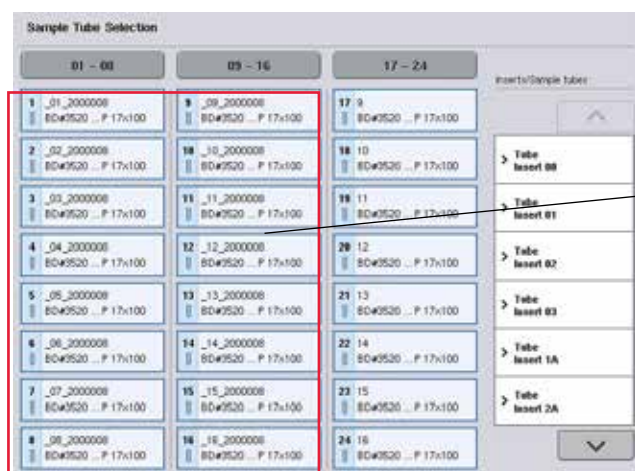 Sample Tube Selection
01 - 08
09 - 16
17 - 24
Inserts/Sample tubes
1 _01_2000008
BD#3520 ... P 17x100
9 _09_2000008
BD#3520 ... P 17x100
17 9
BD#3520 ... P 17x100
2 _02_2000008
BD#3520 ... P 17x100
10 _10_2000008
BD#3520 ... P 17x100
18 10
BD#3520 ... P 17x100
Tube
Insert 00
3 _03_2000008
BD#3520 ... P 17x100
11 _11_2000008
BD#3520 ... P 17x100
19 11
BD#3520 ... P 17x100
Tube
Insert 01
4 _04_2000008
BD#3520 ... P 17x100
12 _12_2000008
BD#3520 ... P 17x100
20 12
BD#3520 ... P 17x100
Tube
Insert 02
5 _05_2000008
BD#3520 ... P 17x100
13 _13_2000008
BD#3520 ... P 17x100
21 13
BD#3520 ... P 17x100
Tube
Insert 03
6 _06_2000008
BD#3520 ... P 17x100
14 _14_2000008
BD#3520 ... P 17x100
22 14
BD#3520 ... P 17x100
Tube
Insert 1A
7 _07_2000008
BD#3520 ... P 17x100
15 _15_2000008
BD#3520 ... P 17x100
23 15
BD#3520 ... P 17x100
Tube
Insert 2A
8 _08_2000008
BD#3520 ... P 17x100
16 _16_2000008
BD#3520 ... P 17x100
24 16
BD#3520 ... P 17x100